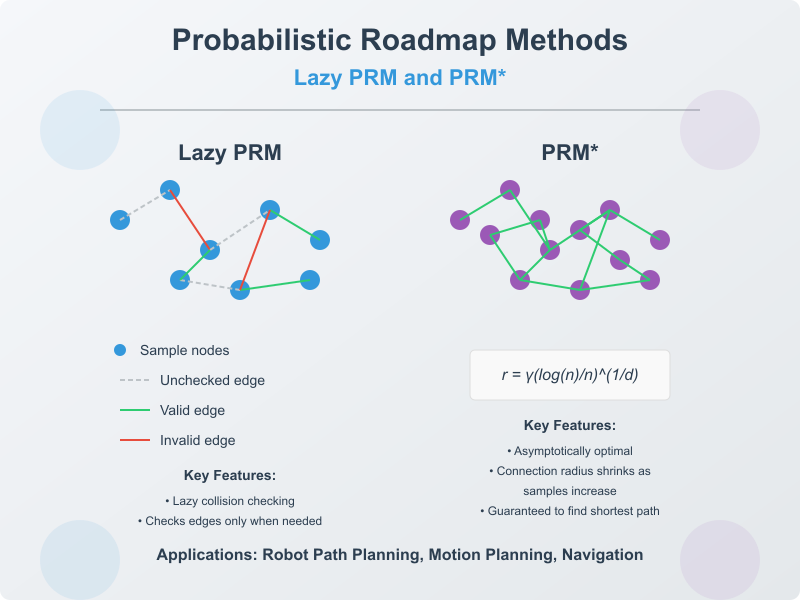 Probabilistic Roadmap Methods
Lazy PRM and PRM*
Lazy PRM
Sample nodes
Unchecked edge
Valid edge
Invalid edge
Key Features:
• Lazy collision checking
• Checks edges only when needed
PRM*
r = γ(log(n)/n)^(1/d)
Key Features:
• Asymptotically optimal
• Connection radius shrinks as
samples increase
• Guaranteed to find shortest path
Applications: Robot Path Planning, Motion Planning, Navigation